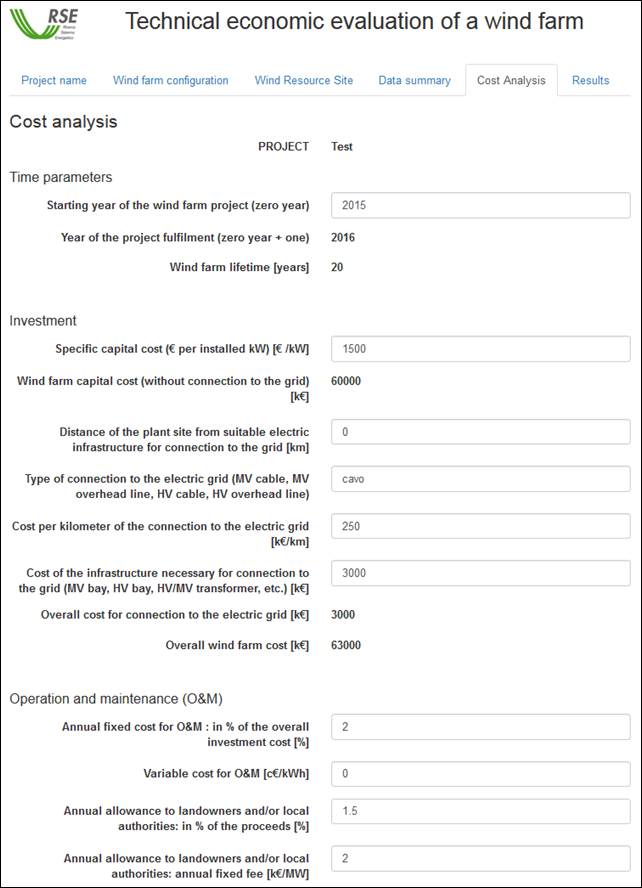 RSE
Technical economic evaluation of a wind farm
Ricerca
Sistema
Energetico
Project name Wind farm configuration Wind Resource Site Data summary Cost Analysis Results
Cost analysis
PROJECT Test
Time parameters
Starting year of the wind farm project (zero year) 2015
Year of the project fulfilment (zero year + one) 2016
Wind farm lifetime [years] 20
Investment
Specific capital cost (€ per installed kW) [€ /kW] 1500
Wind farm capital cost (without connection to the grid) 60000
[k€]
Distance of the plant site from suitable electric 0
infrastructure for connection to the grid [km]
Type of connection to the electric grid (MV cable, MV cavo
overhead line, HV cable, HV overhead line)
Cost per kilometer of the connection to the electric grid 250
[k€/km]
Cost of the infrastructure necessary for connection to 3000
the grid (MV bay, HV bay, HV/MV transformer, etc.) [k€]
Overall cost for connection to the electric grid [k€] 3000
Overall wind farm cost [k€] 63000
Operation and maintenance (O&M)
Annual fixed cost for O&M : in % of the overall 2
investment cost [%]
Variable cost for O&M [c€/kWh] 0
Annual allowance to landowners and/or local 1.5
authorities: in % of the proceeds [%]
Annual allowance to landowners and/or local 2
authorities: annual fixed fee [k€/MW]